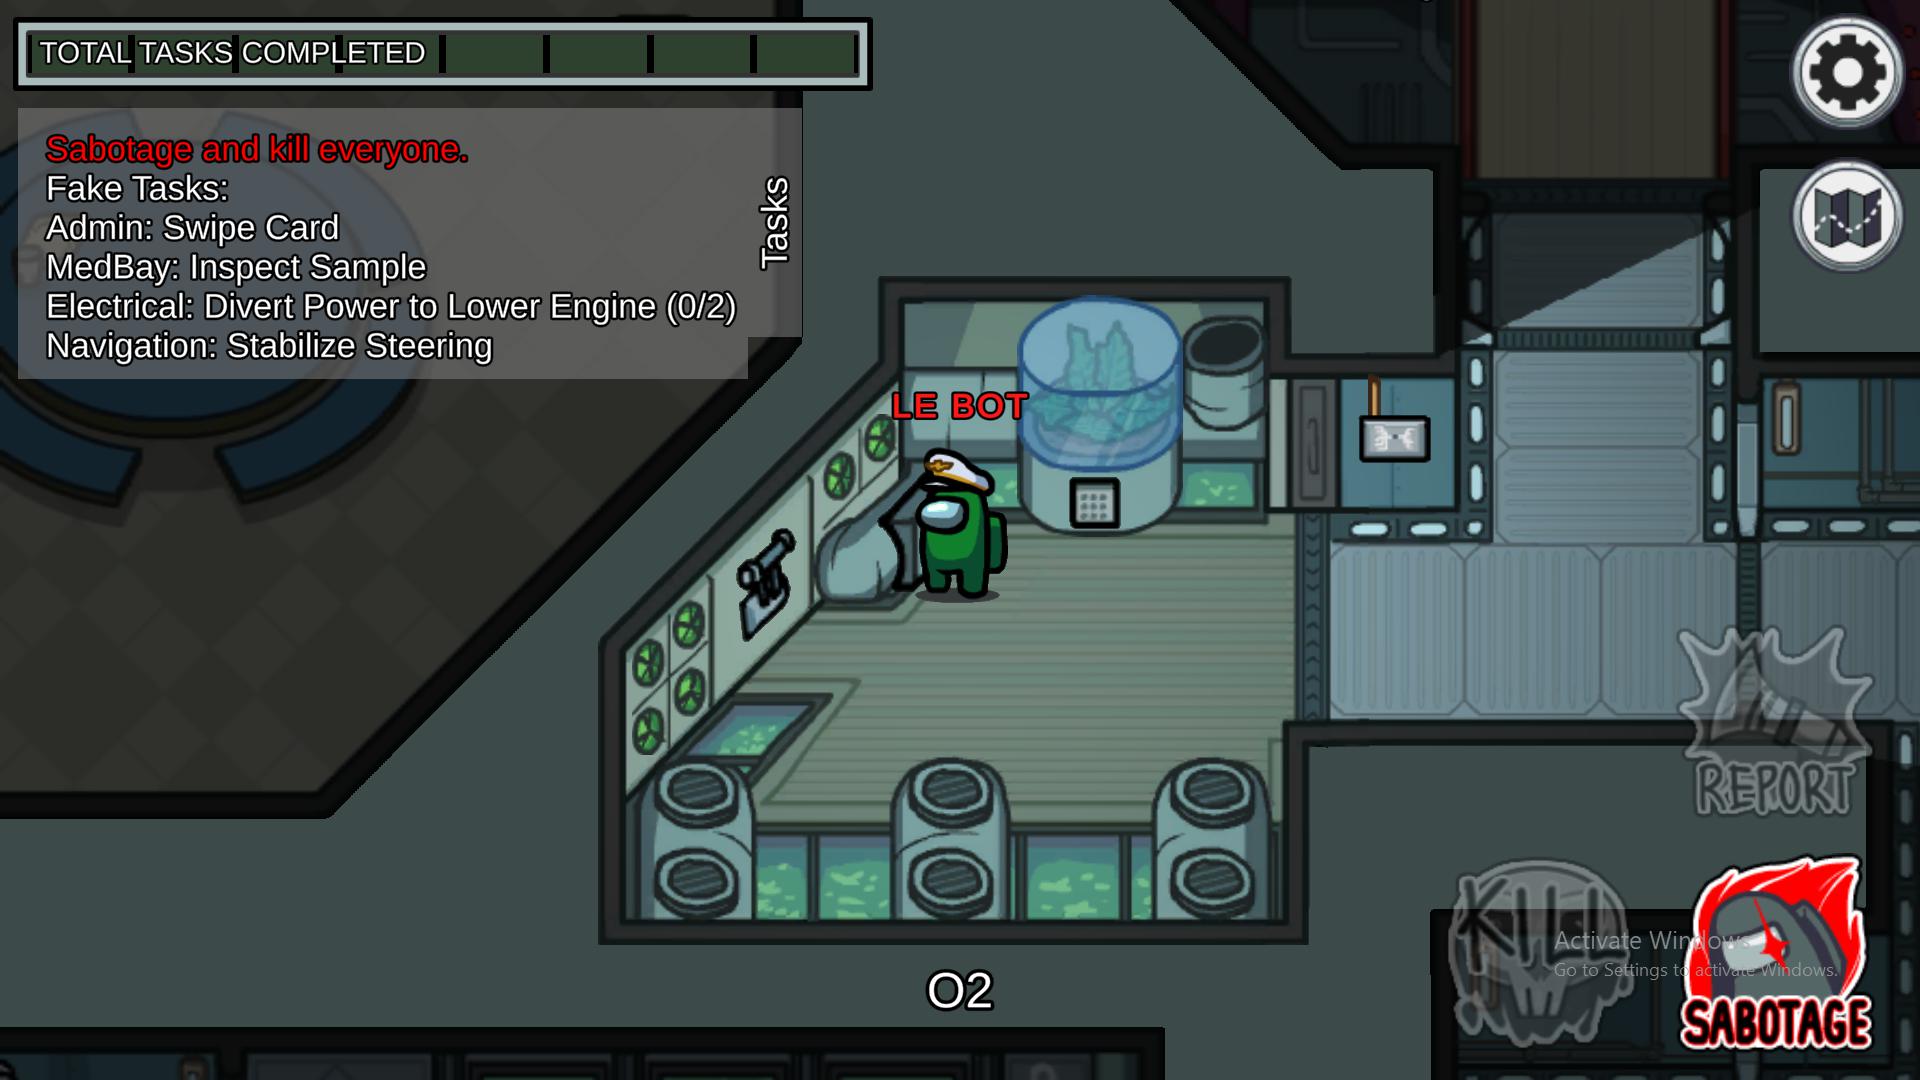 TOTAL TASKS COMPLETED
Sabotage and kill everyone.
Fake Tasks:
Admin: Swipe Card
MedBay: Inspect Sample
Electrical: Divert Power to Lower Engine (0/2)
Navigation: Stabilize Steering
Tasks
LE BOT
REPORT
KILL
Activate Windows
Go to Settings to activate Windows.
SABOTAGE
O2